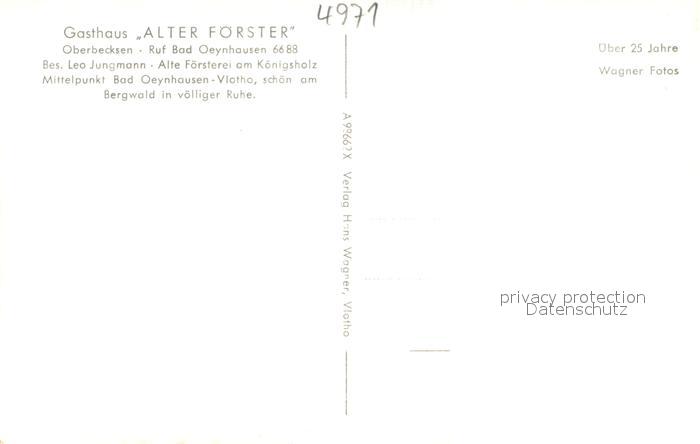 4971
Gasthaus „ALTER FÖRSTER"
Oberbecksen · Ruf Bad Oeynhausen 6688
Bes. Leo Jungmann · Alte Försterei am Königsholz
Mittelpunkt Bad Oeynhausen-Vlotho, schön am
Bergwald in völliger Ruhe.
Über 25 Jahre
Wagner Fotos
Verlag Hans Wagner, Vlotho
privacy protection
Datenschutz